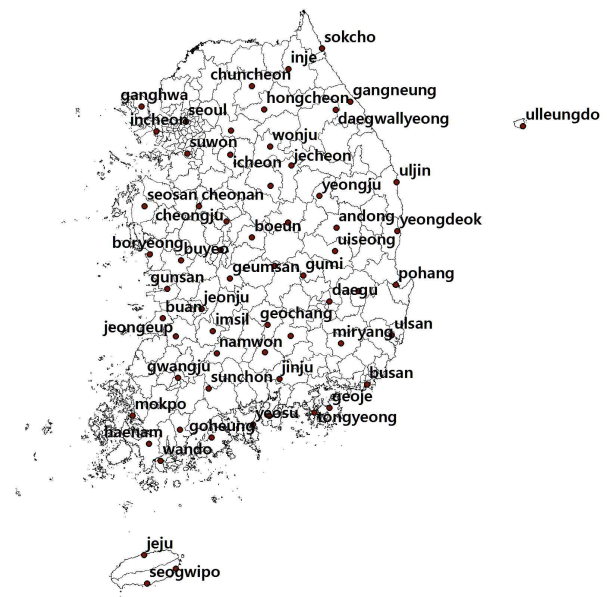 sokcho
inje
chuncheon
ganghwa
hongcheon
gangneung
seoul
incheon
daegwallyeong
ulleungdo
wonju
suwon
icheon
jecheon
uljin
yeongju
seosan
cheonan
cheongju
andong
yeongdeok
boeun
uiseong
boryeong
buyeo
geumsan
gumi
pohang
gunsan
daegu
jeonju
buan
imsil
geochang
jeongeup
ulsan
miryang
namwon
gwangju
jinju
busan
sunchon
geoje
mokpo
yeosu
tongyeong
goheung
haenam
wando
jeju
seogwipo